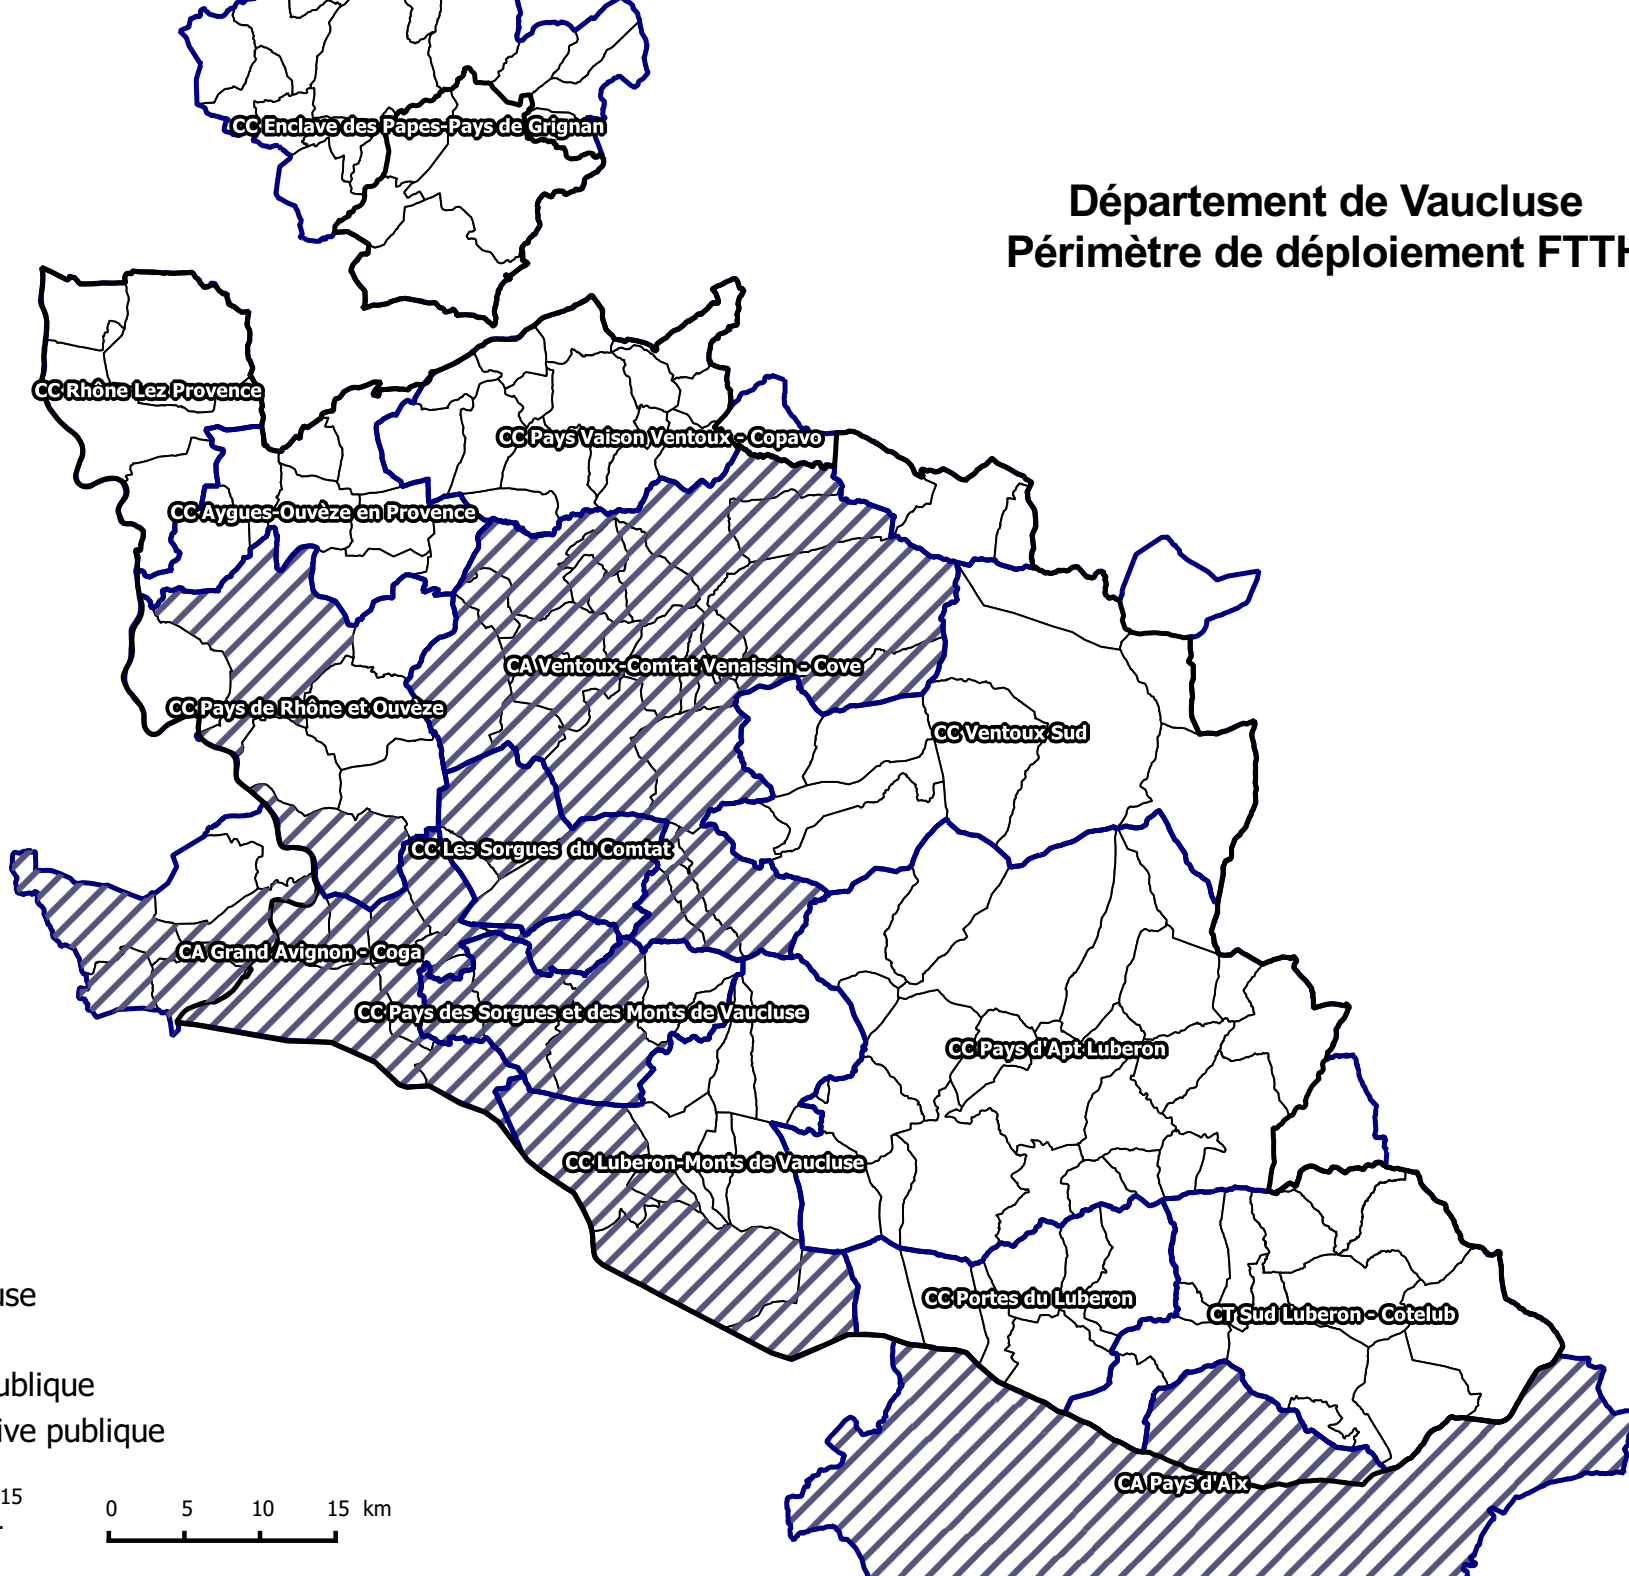 CC Enclave des Papes-Pays de Grignan
Département de Vaucluse
Périmètre de déploiement FTTH
CC Rhône Lez Provence
CC Pays Vaison Ventoux - Copavo
CC Aygues-Ouvèze en Provence
CA Ventoux-Comtat Venaissin - Cove
CC Pays de Rhône et Ouvèze
CC Ventoux Sud
CC Les Sorgues du Comtat
CA Grand Avignon - Coga
CC Pays des Sorgues et des Monts de Vaucluse
CC Pays d'Apt Luberon
CC Luberon-Monts de Vaucluse
CC Portes du Luberon
CT Sud Luberon - Cotelub
use
ublique
ive publique
CA Pays d'Aix
15
0 5 10 15 km